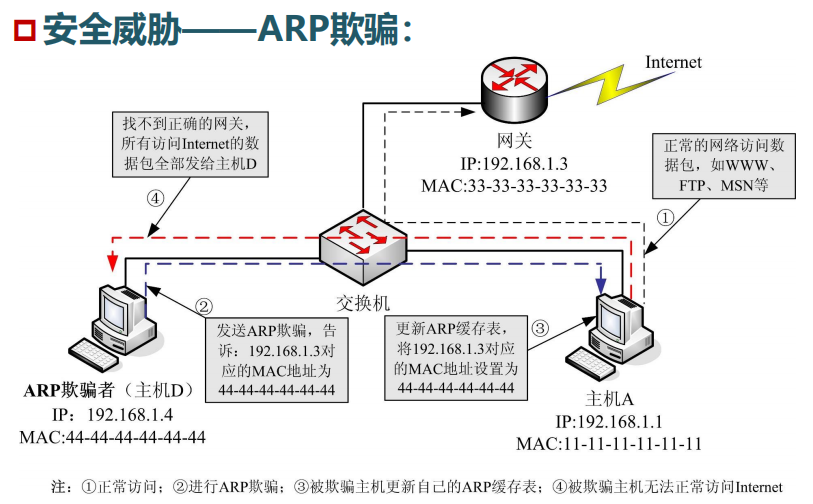 安全威胁——ARP欺骗：
Internet
找不到正确的网关，
所有访问Internet的数
据包全部发给主机D
④
网关
IP:192.168.1.3
MAC:33-33-33-33-33-33
正常的网络访问数
据包，如WWW、
FTP、MSN等
①
交换机
②
发送ARP欺骗，告
诉：192.168.1.3对
应的MAC地址为
44-44-44-44-44-44
更新ARP缓存表，
将192.168.1.3对应
的MAC地址设置为
44-44-44-44-44-44
③
ARP欺骗者（主机D）
IP：192.168.1.4
MAC:44-44-44-44-44-44
主机A
IP:192.168.1.1
MAC:11-11-11-11-11-11
注：①正常访问；②进行ARP欺骗；③被欺骗主机更新自己的ARP缓存表；④被欺骗主机无法正常访问Internet